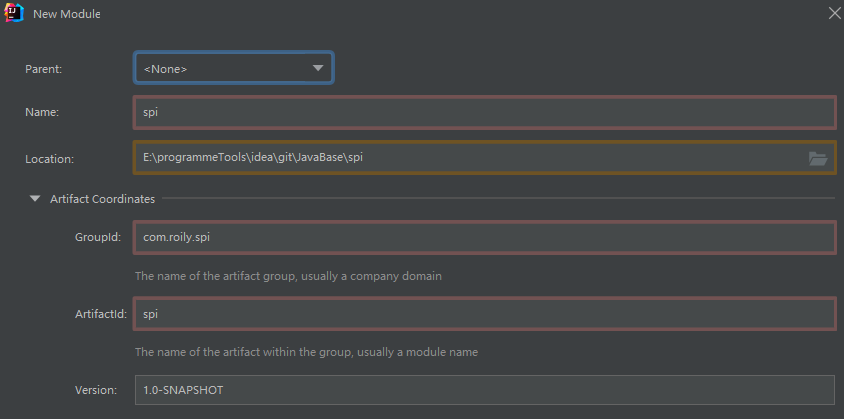 New Module
Parent: <None>
Name: spi
Location: E:\programmeTools\idea\git\JavaBase\spi
Artifact Coordinates
GroupId: com.roily.spi
The name of the artifact group, usually a company domain
ArtifactId: spi
The name of the artifact within the group, usually a module name
Version: 1.0-SNAPSHOT